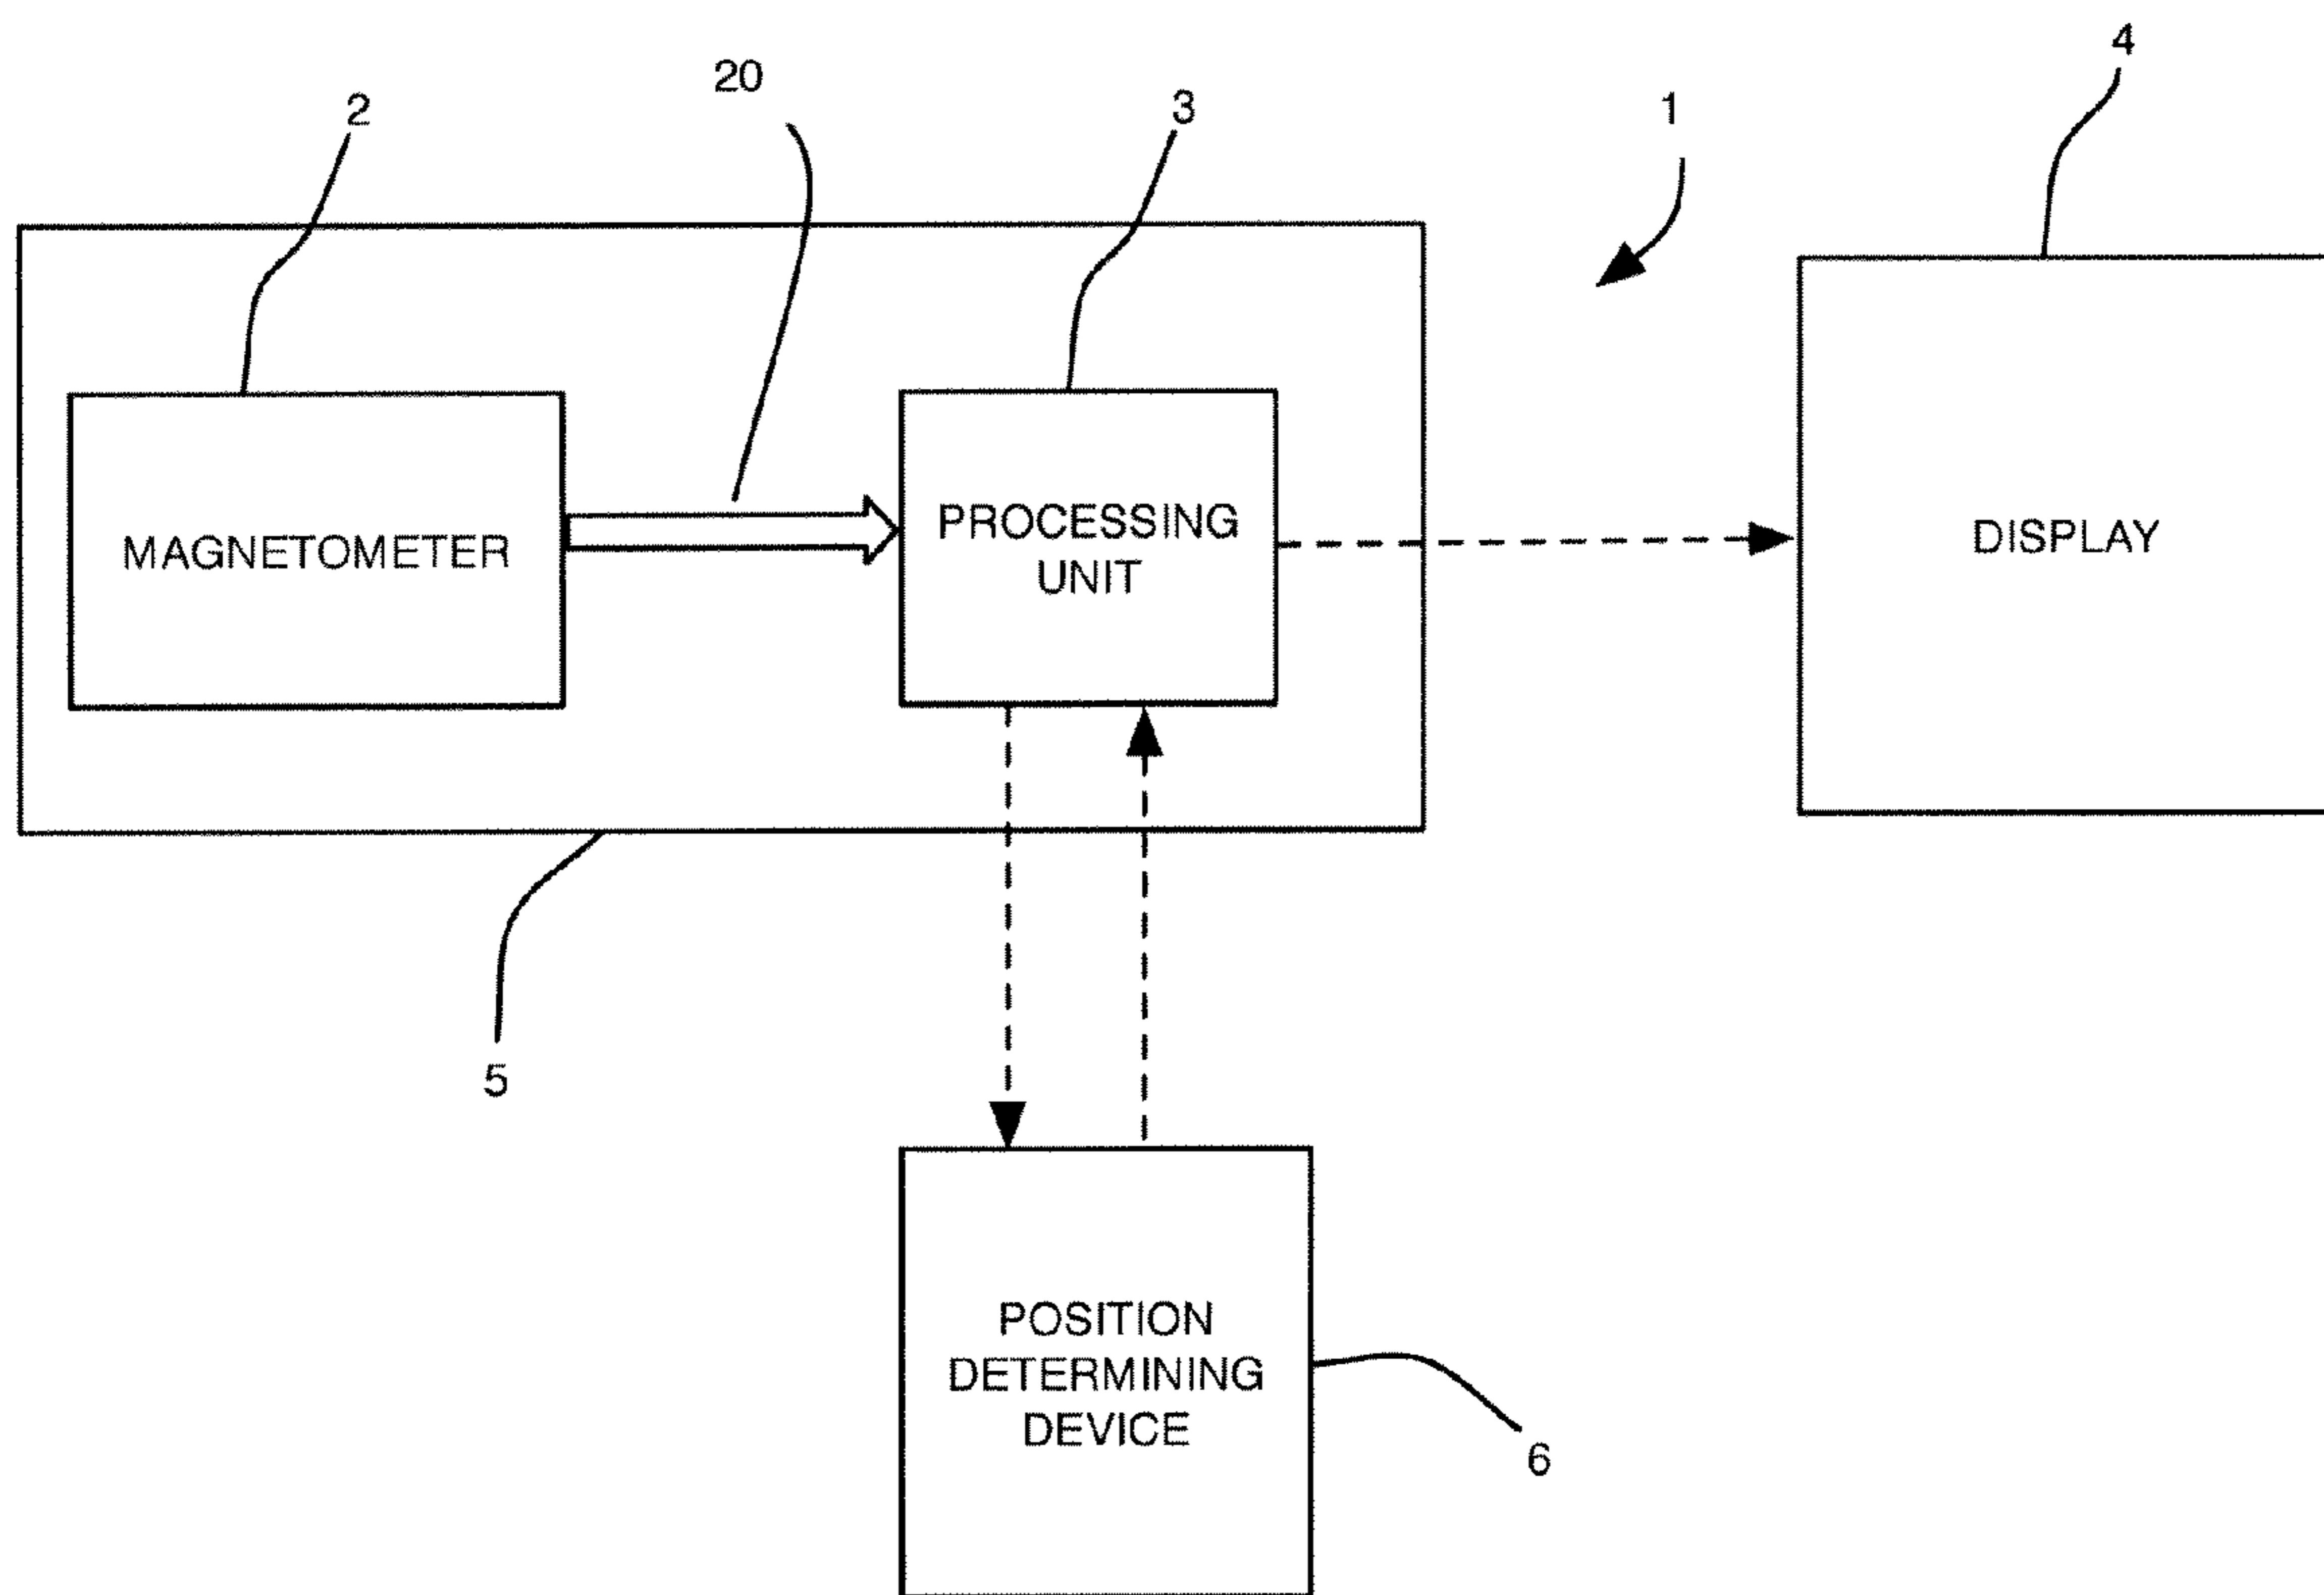 4
20
2
3
1
MAGNETOMETER
PROCESSING
UNIT
DISPLAY
5
POSITION
DETERMINING
DEVICE
6